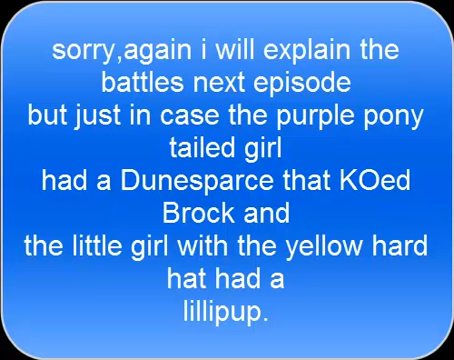 sorry,again i will explain the
battles next episode
but just in case the purple pony
tailed girl
had a Dunesparce that KOed
Brock and
the little girl with the yellow hard
hat had a
lillipup.